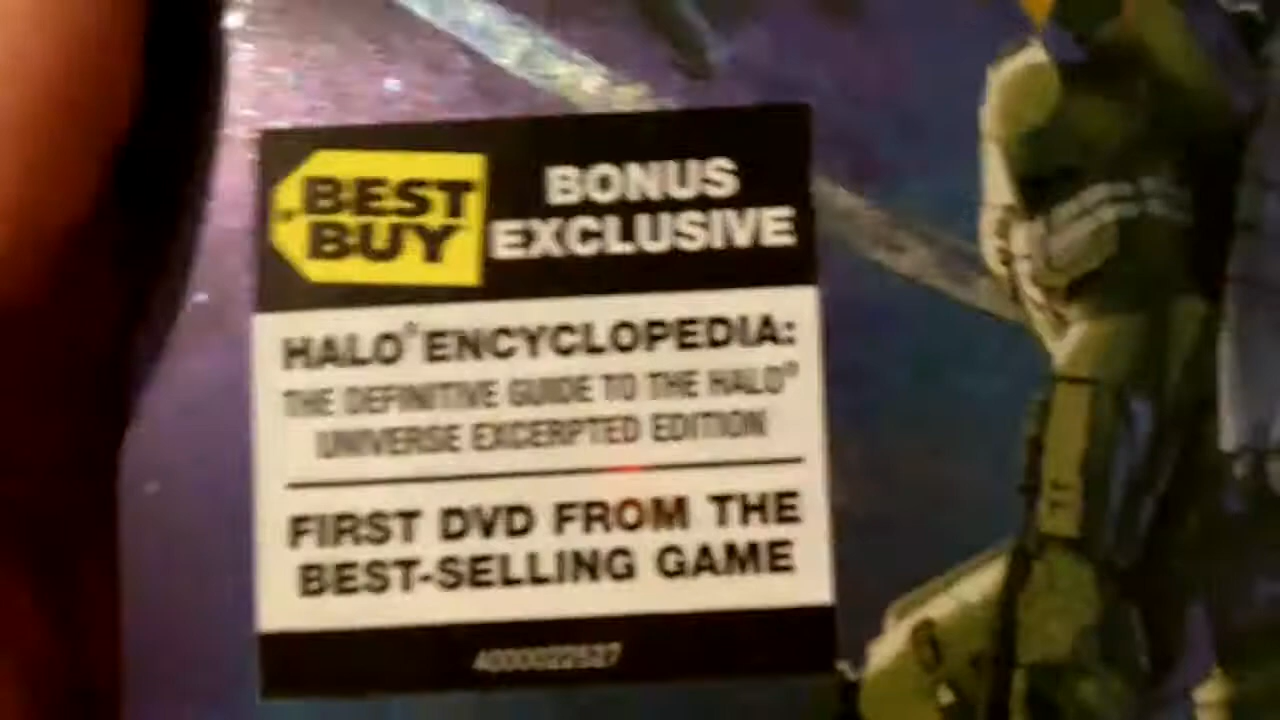 BEST BUY
BONUS EXCLUSIVE
HALO® ENCYCLOPEDIA:
THE DEFINITIVE GUIDE TO THE HALO®
UNIVERSE EXCERPTED EDITION
FIRST DVD FROM THE
BEST-SELLING GAME